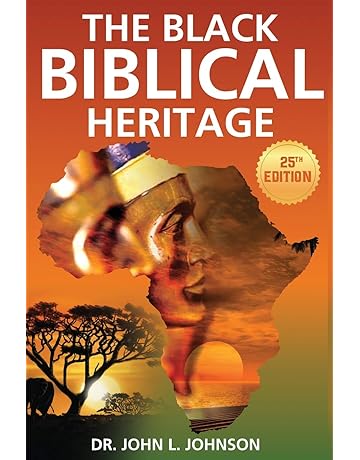 THE BLACK
BIBLICAL
HERITAGE
25TH
EDITION
DR. JOHN L. JOHNSON